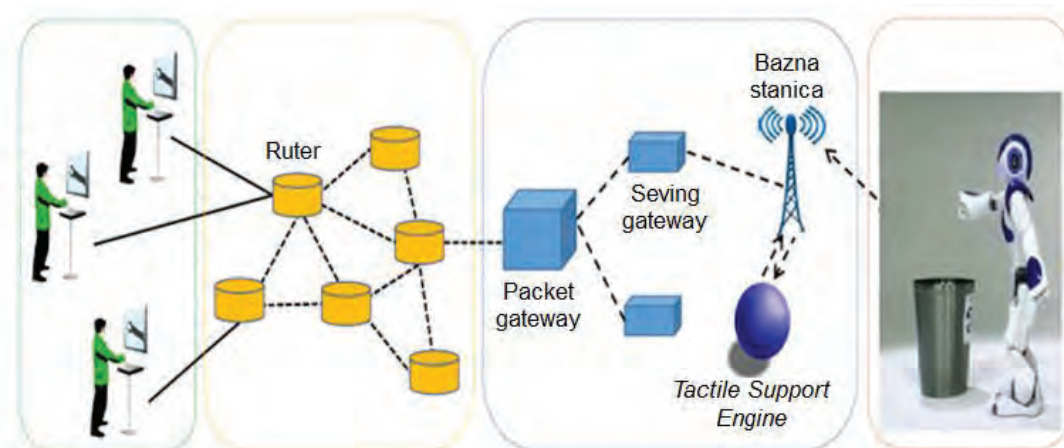 Ruter
Packet
gateway
Seving
gateway
Bazna
stanica
Tactile Support
Engine